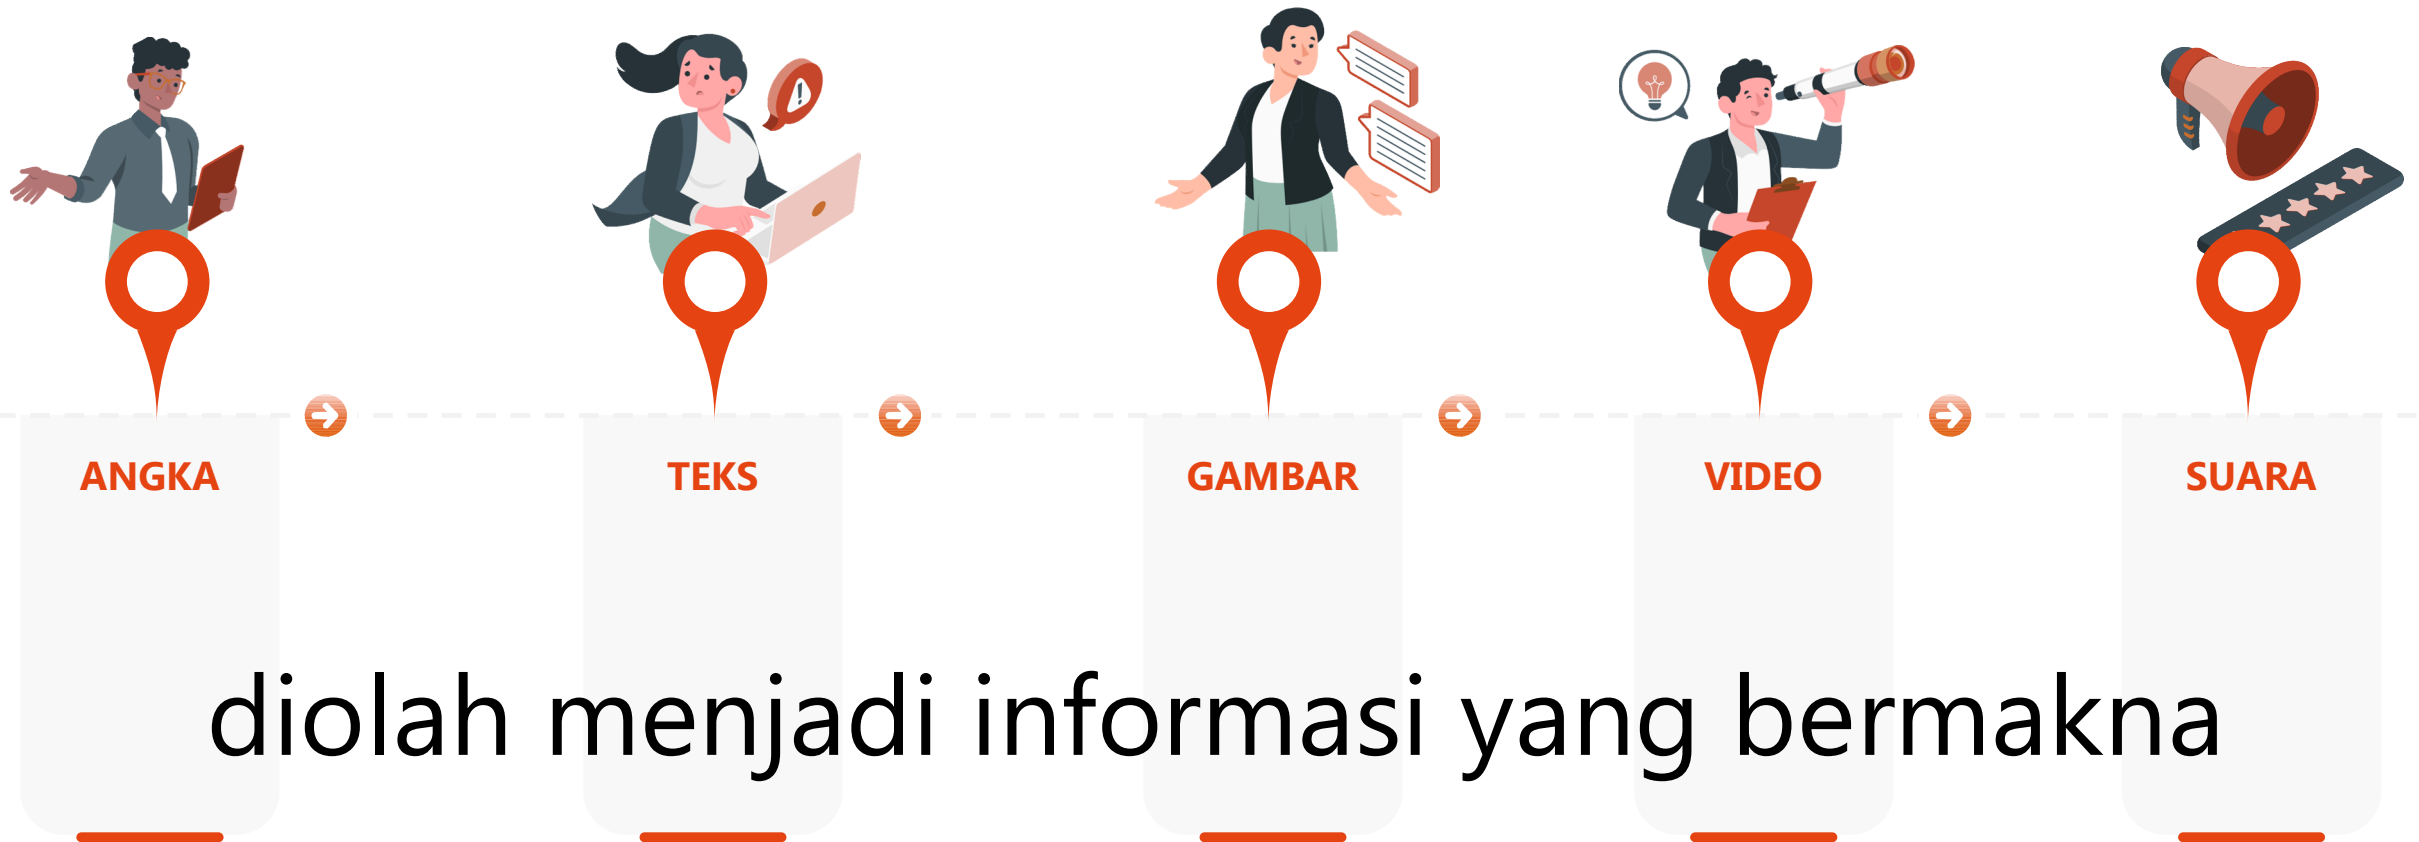 ANGKA
TEKS
GAMBAR
VIDEO
SUARA
diolah menjadi informasi yang bermakna